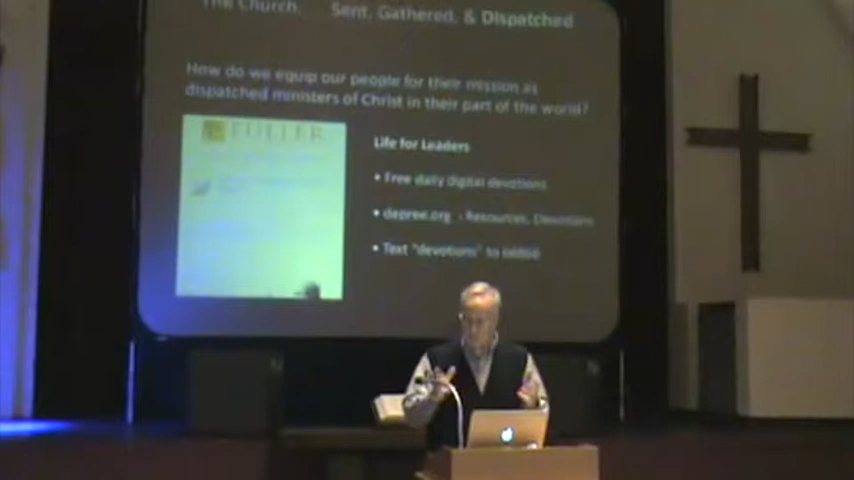 The Church Sent, Gathered, & Dispatched
How do we equip our people for their mission as
dispatched ministers of Christ in their part of the world?
FULLER
Life for Leaders
• Free daily digital devotions
• depree.org - Resources, Devotions
• Text "devotions" to